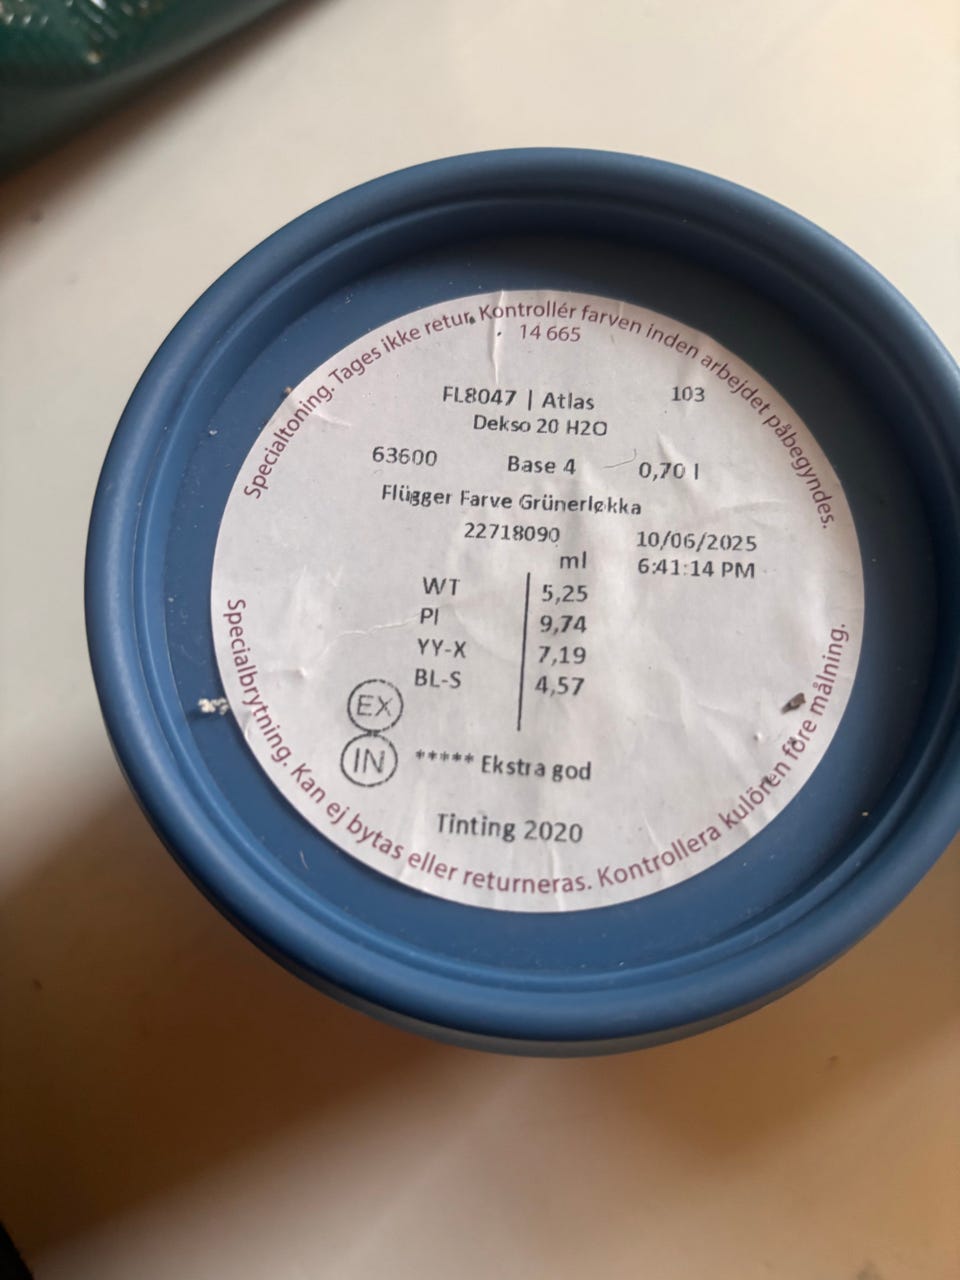 Specialtoning. Tages ikke retur. Kontrollér farven inden arbejdet påbegyndes.
14 665
FL8047 | Atlas 103
Dekso 20 H2O
63600 Base 4 0,70 l
Flügger Farve Grünerløkka
22718090 10/06/2025
ml 6:41:14 PM
WT 5,25
PI 9,74
YY-X 7,19
BL-S 4,57
EX
IN ***** Ekstra god
Tinting 2020
Specialbrytning. Kan ej bytas eller returneras. Kontrollera kulören före målning.